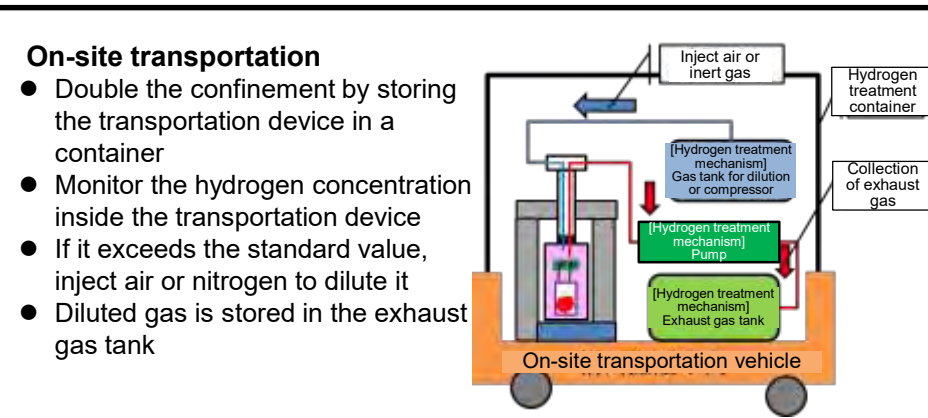 On-site transportation
● Double the confinement by storing
the transportation device in a
container
● Monitor the hydrogen concentration
inside the transportation device
● If it exceeds the standard value,
inject air or nitrogen to dilute it
● Diluted gas is stored in the exhaust
gas tank
Inject air or
inert gas
Hydrogen
treatment
container
[Hydrogen treatment
mechanism]
Gas tank for dilution
or compressor
Collection
of exhaust
gas
[Hydrogen treatment
mechanism]
Pump
[Hydrogen treatment
mechanism]
Exhaust gas tank
On-site transportation vehicle